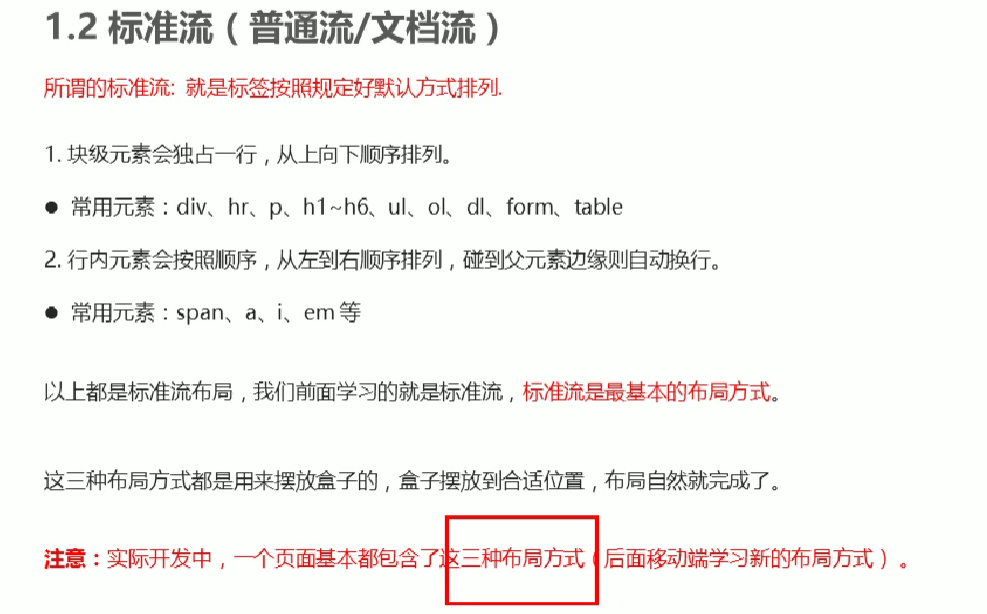 1.2 标准流（普通流/文档流）
所谓的标准流: 就是标签按照规定好默认方式排列.
1. 块级元素会独占一行，从上向下顺序排列。
● 常用元素：div、hr、p、h1~h6、ul、ol、dl、form、table
2. 行内元素会按照顺序，从左到右顺序排列，碰到父元素边缘则自动换行。
● 常用元素：span、a、i、em 等
以上都是标准流布局，我们前面学习的就是标准流，标准流是最基本的布局方式。
这三种布局方式都是用来摆放盒子的，盒子摆放到合适位置，布局自然就完成了。
注意：实际开发中，一个页面基本都包含了这三种布局方式（后面移动端学习新的布局方式）。